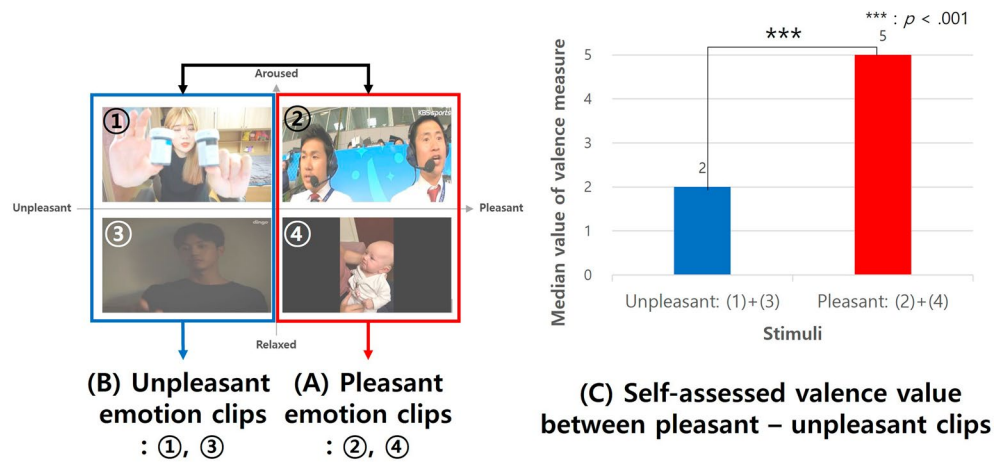 Aroused
①
②
KBS sports
Unpleasant
Pleasant
③
④
Relaxed
(B) Unpleasant
emotion clips
: ①, ③
(A) Pleasant
emotion clips
: ②, ④
*** : p < .001
***
5
2
Median value of valence measure
5
4
3
2
1
0
Unpleasant: (1)+(3)
Pleasant: (2)+(4)
Stimuli
(C) Self-assessed valence value
between pleasant – unpleasant clips